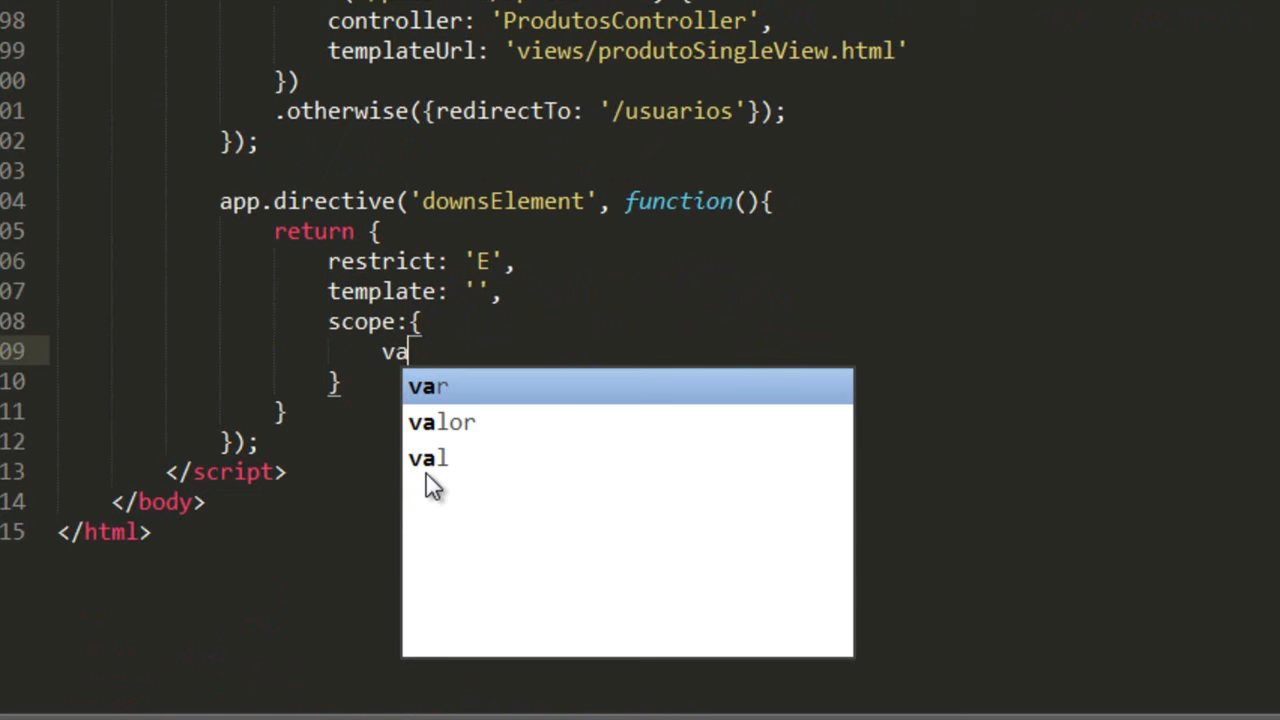 98 controller: 'ProdutosController',
99 templateUrl: 'views/produtoSingleView.html'
00 })
01 .otherwise({redirectTo: '/usuarios'});
02 });
03
04 app.directive('downsElement', function(){
05 return {
06 restrict: 'E',
07 template: '',
08 scope:{
09 va
10 }
var
11 }
valor
12 });
val
13 </script>
14 </body>
15 </html>